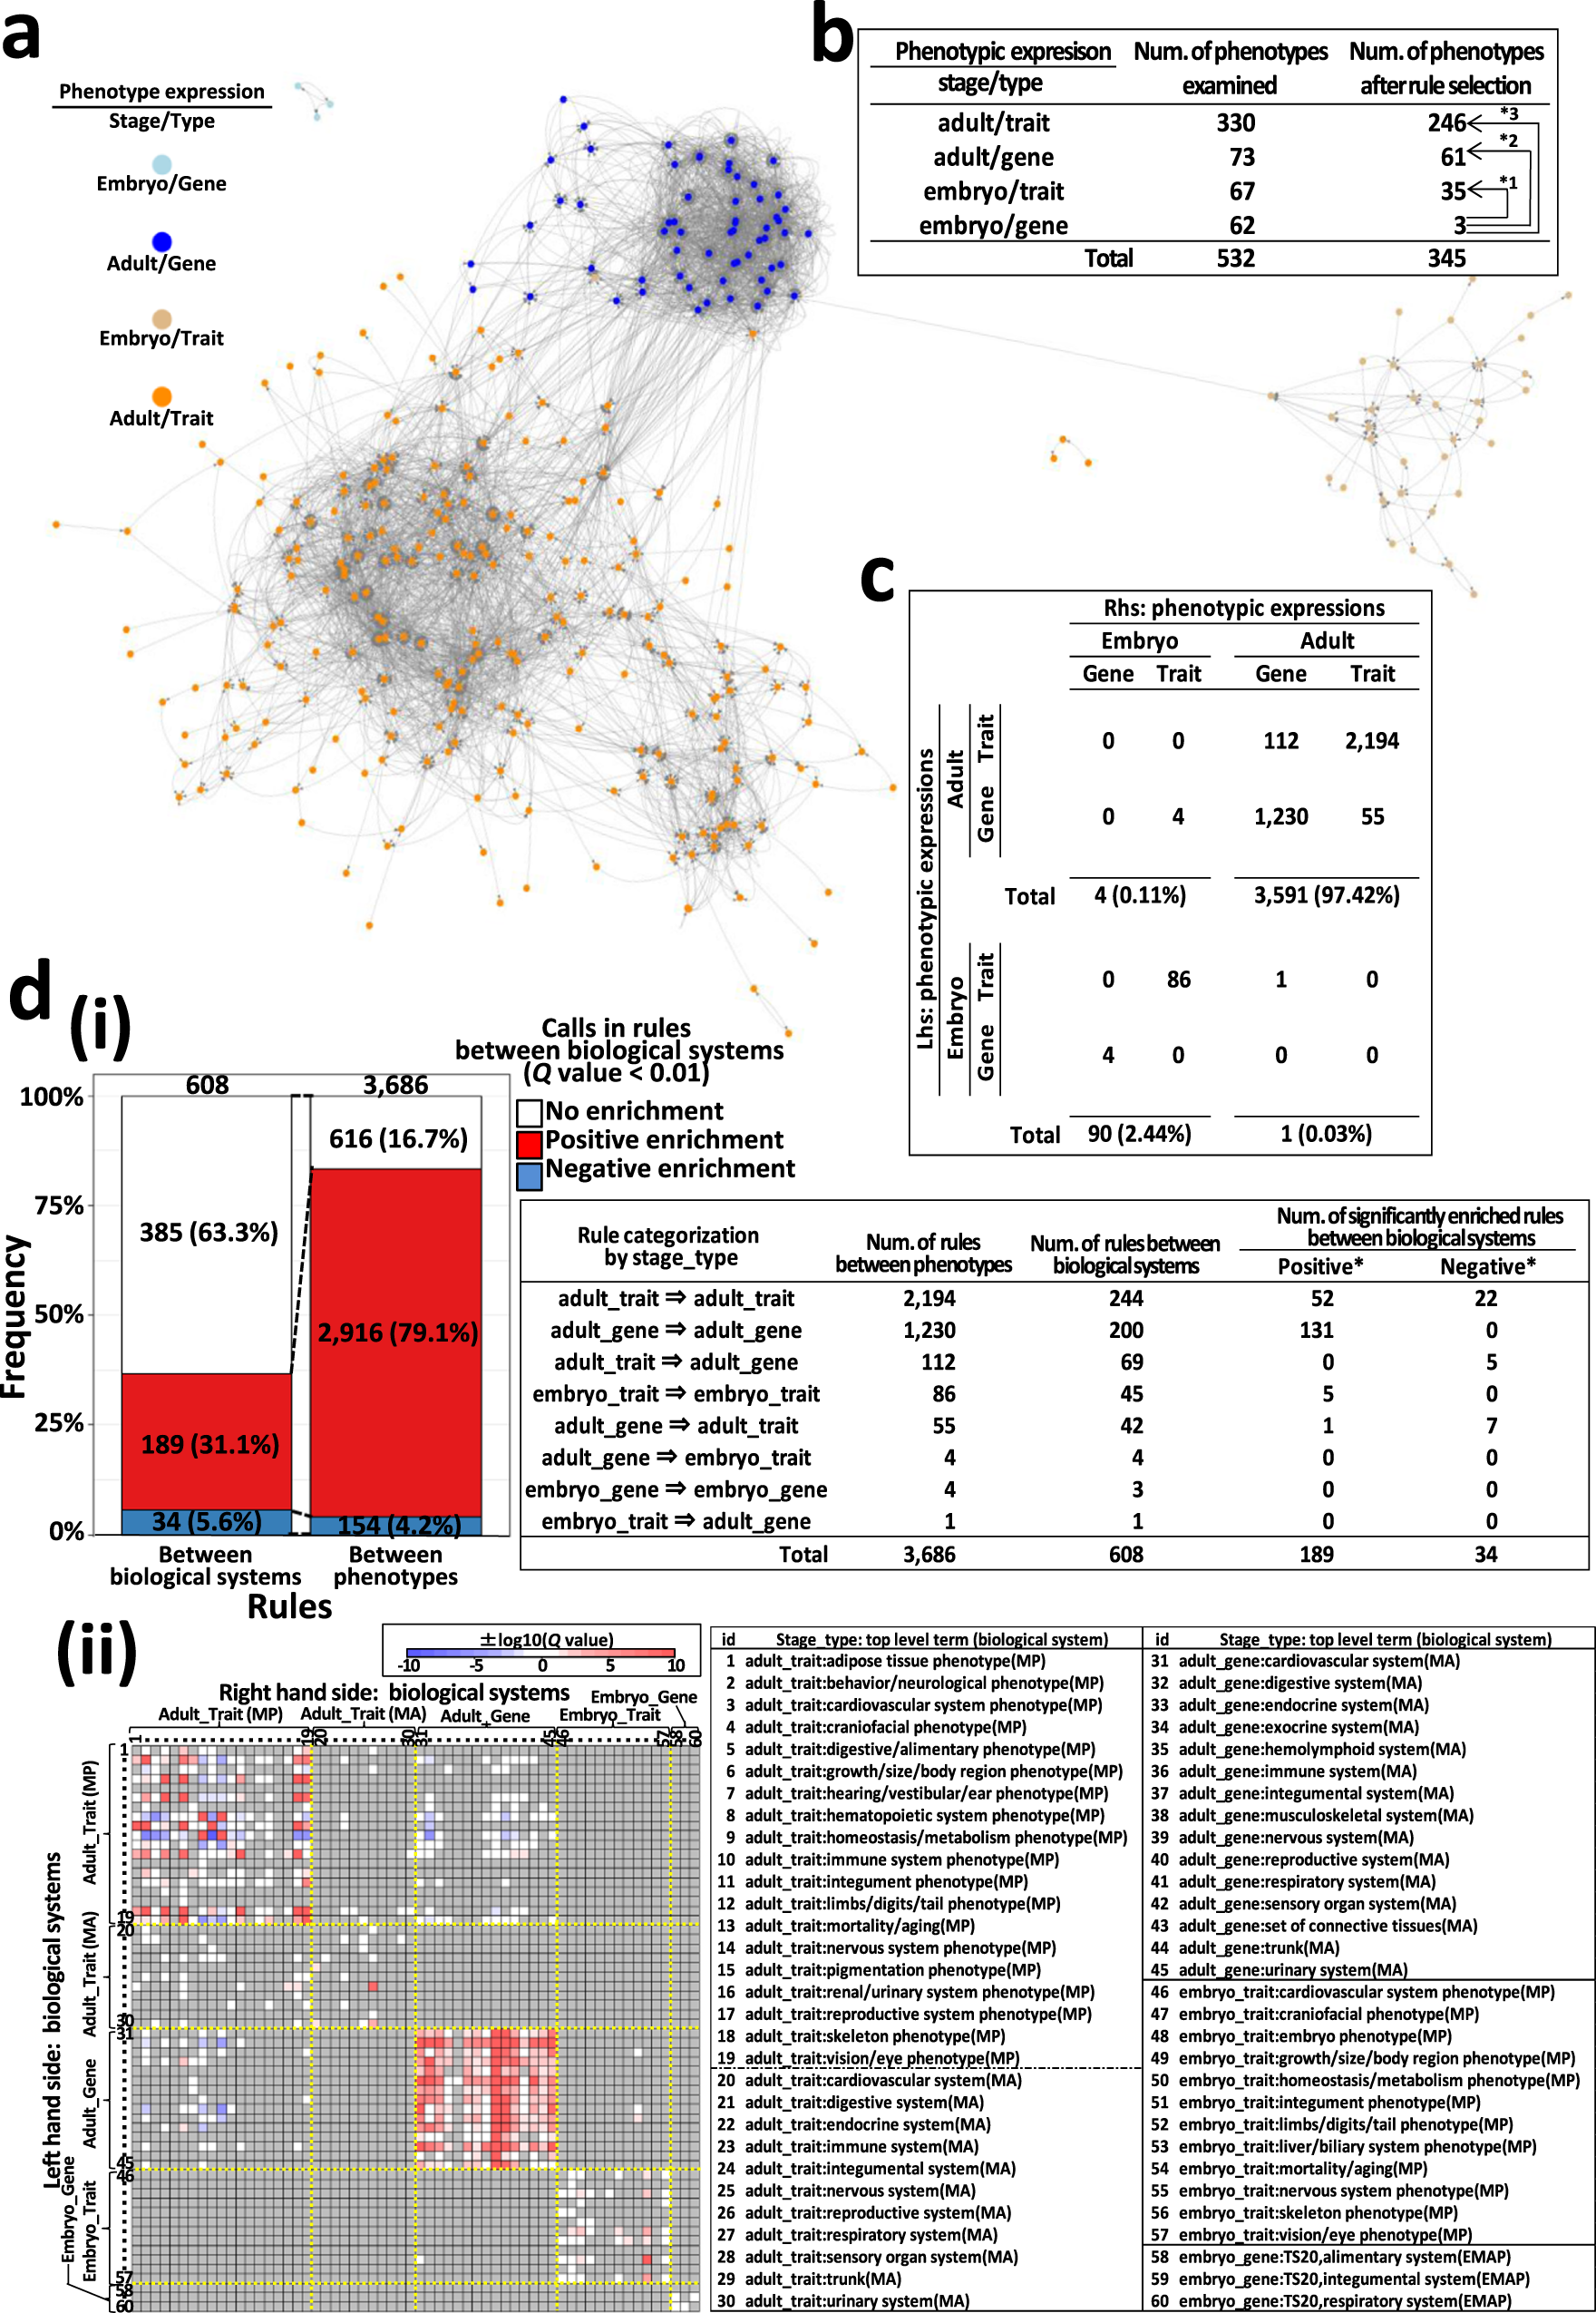 a
Phenotype expression
Stage/Type
Embryo/Gene
Adult/Gene
Embryo/Trait
Adult/Trait
b
Phenotypic expresison Num. of phenotypes Num. of phenotypes
stage/type examined after rule selection
adult/trait 330 246 *3
adult/gene 73 61 *2
embryo/trait 67 35 *1
embryo/gene 62 3
Total 532 345
c
Rhs: phenotypic expressions
Embryo Adult
Gene Trait Gene Trait
Lhs: phenotypic expressions
Adult
Trait 0 0 112 2,194
Gene 0 4 1,230 55
Total 4 (0.11%) 3,591 (97.42%)
Embryo
Trait 0 86 1 0
Gene 4 0 0 0
Total 90 (2.44%) 1 (0.03%)
d
(i)
Calls in rules
between biological systems
(Q value < 0.01)
No enrichment
Positive enrichment
Negative enrichment
608 3,686
100%
75%
50%
25%
0%
Frequency
616 (16.7%)
385 (63.3%)
2,916 (79.1%)
189 (31.1%)
34 (5.6%) 154 (4.2%)
Between Between
biological systems phenotypes
Rules
Rule categorization
by stage_type
Num. of rules
between phenotypes
Num. of rules between
biological systems
Num. of significantly enriched rules
between biological systems
Positive* Negative*
adult_trait ⇒ adult_trait 2,194 244 52 22
adult_gene ⇒ adult_gene 1,230 200 131 0
adult_trait ⇒ adult_gene 112 69 0 5
embryo_trait ⇒ embryo_trait 86 45 5 0
adult_gene ⇒ adult_trait 55 42 1 7
adult_gene ⇒ embryo_trait 4 4 0 0
embryo_gene ⇒ embryo_gene 4 3 0 0
embryo_trait ⇒ adult_gene 1 1 0 0
Total 3,686 608 189 34
(ii)
±log10(Q value)
-10 -5 0 5 10
Right hand side: biological systems
Embryo_Gene
Adult_Trait (MP) Adult_Trait (MA) Adult_Gene Embryo_Trait
1 19 20 30 31 45 46 57 58 60
Left hand side: biological systems
Adult_Trait (MP)
Adult_Trait (MA)
Adult_Gene
Embryo_Trait
Embryo_Gene
1
19
20
30
31
45
46
57
58
60
id Stage_type: top level term (biological system)
1 adult_trait:adipose tissue phenotype(MP)
2 adult_trait:behavior/neurological phenotype(MP)
3 adult_trait:cardiovascular system phenotype(MP)
4 adult_trait:craniofacial phenotype(MP)
5 adult_trait:digestive/alimentary phenotype(MP)
6 adult_trait:growth/size/body region phenotype(MP)
7 adult_trait:hearing/vestibular/ear phenotype(MP)
8 adult_trait:hematopoietic system phenotype(MP)
9 adult_trait:homeostasis/metabolism phenotype(MP)
10 adult_trait:immune system phenotype(MP)
11 adult_trait:integument phenotype(MP)
12 adult_trait:limbs/digits/tail phenotype(MP)
13 adult_trait:mortality/aging(MP)
14 adult_trait:nervous system phenotype(MP)
15 adult_trait:pigmentation phenotype(MP)
16 adult_trait:renal/urinary system phenotype(MP)
17 adult_trait:reproductive system phenotype(MP)
18 adult_trait:skeleton phenotype(MP)
19 adult_trait:vision/eye phenotype(MP)
20 adult_trait:cardiovascular system(MA)
21 adult_trait:digestive system(MA)
22 adult_trait:endocrine system(MA)
23 adult_trait:immune system(MA)
24 adult_trait:integumental system(MA)
25 adult_trait:nervous system(MA)
26 adult_trait:reproductive system(MA)
27 adult_trait:respiratory system(MA)
28 adult_trait:sensory organ system(MA)
29 adult_trait:trunk(MA)
30 adult_trait:urinary system(MA)
id Stage_type: top level term (biological system)
31 adult_gene:cardiovascular system(MA)
32 adult_gene:digestive system(MA)
33 adult_gene:endocrine system(MA)
34 adult_gene:exocrine system(MA)
35 adult_gene:hemolymphoid system(MA)
36 adult_gene:immune system(MA)
37 adult_gene:integumental system(MA)
38 adult_gene:musculoskeletal system(MA)
39 adult_gene:nervous system(MA)
40 adult_gene:reproductive system(MA)
41 adult_gene:respiratory system(MA)
42 adult_gene:sensory organ system(MA)
43 adult_gene:set of connective tissues(MA)
44 adult_gene:trunk(MA)
45 adult_gene:urinary system(MA)
46 embryo_trait:cardiovascular system phenotype(MP)
47 embryo_trait:craniofacial phenotype(MP)
48 embryo_trait:embryo phenotype(MP)
49 embryo_trait:growth/size/body region phenotype(MP)
50 embryo_trait:homeostasis/metabolism phenotype(MP)
51 embryo_trait:integument phenotype(MP)
52 embryo_trait:limbs/digits/tail phenotype(MP)
53 embryo_trait:liver/biliary system phenotype(MP)
54 embryo_trait:mortality/aging(MP)
55 embryo_trait:nervous system phenotype(MP)
56 embryo_trait:skeleton phenotype(MP)
57 embryo_trait:vision/eye phenotype(MP)
58 embryo_gene:TS20,alimentary system(EMAP)
59 embryo_gene:TS20,integumental system(EMAP)
60 embryo_gene:TS20,respiratory system(EMAP)